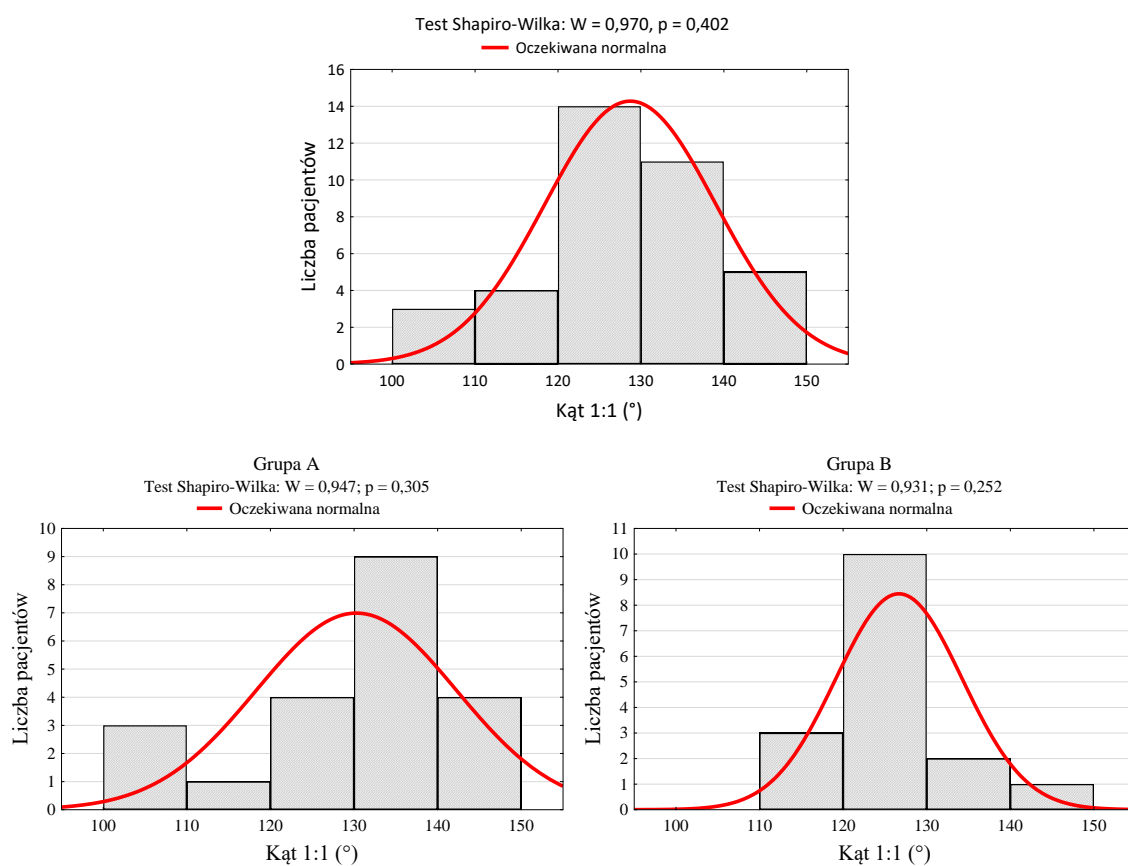 Test Shapiro-Wilka: W = 0,970, p = 0,402
Oczekiwana normalna
16
14
12
10
8
6
4
2
0
Liczba pacjentów
100 110 120 130 140 150
Kąt 1:1 (°)
Grupa A
Test Shapiro-Wilka: W = 0,947; p = 0,305
Oczekiwana normalna
10
9
8
7
6
5
4
3
2
1
0
Liczba pacjentów
100 110 120 130 140 150
Kąt 1:1 (°)
Grupa B
Test Shapiro-Wilka: W = 0,931; p = 0,252
Oczekiwana normalna
11
10
9
8
7
6
5
4
3
2
1
0
Liczba pacjentów
100 110 120 130 140 150
Kąt 1:1 (°)